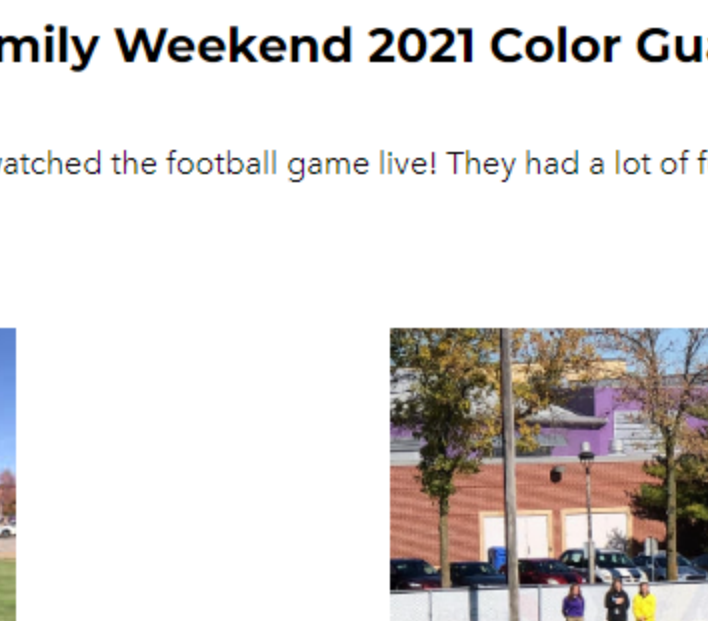 mily Weekend 2021 Color Gua
watched the football game live! They had a lot of f